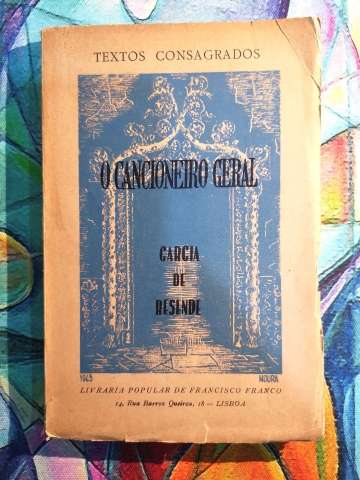 TEXTOS CONSAGRADOS
O CANCIONEIRO GERAL
GARCIA
DE
RESENDE
1945 MOURA
LIVRARIA POPULAR DE FRANCISCO FRANCO
14, Rua Barros Queiroz, 18 — LISBOA